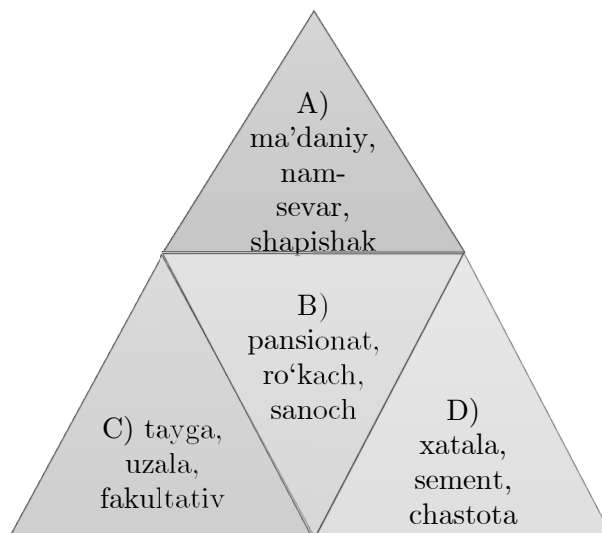 A)
ma'daniy,
nam-
sevar,
shapishak
B)
pansionat,
ro‘kach,
sanoch
C) tayga,
uzala,
fakultativ
D)
xatala,
sement,
chastota